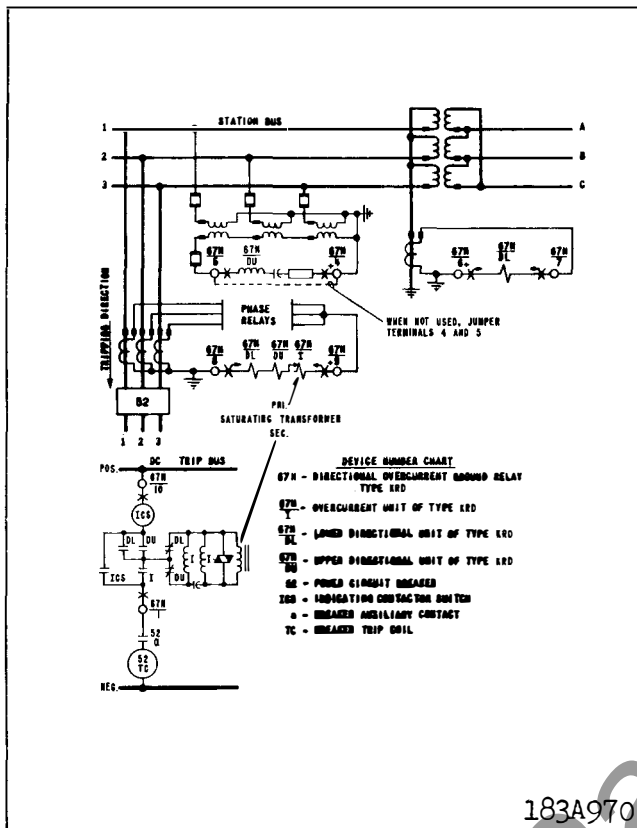 STATION BUS
1
A
2
B
3
C
67N
5
67N
DU
67N
+4
67N
6+
67N
DL
67N
7
TRIPPING DIRECTION
PHASE
RELAYS
WHEN NOT USED, JUMPER
TERMINALS 4 AND 5
67N
8
67N
DL
67N
DU
67N
I
67N
52
PRI.
SATURATING TRANSFORMER
SEC.
1 2 3
DC TRIP BUS
POS.
67N
10
ICS
DL
DU
DL
ICS
I
DU
I
I
67N
1
52
a
52
TC
NEG.
DEVICE NUMBER CHART
67N - DIRECTIONAL OVERCURRENT GROUND RELAY
TYPE KRD
67N
I
- OVERCURRENT UNIT OF TYPE KRD
67N
DL
- LOWER DIRECTIONAL UNIT OF TYPE KRD
67N
DU
- UPPER DIRECTIONAL UNIT OF TYPE KRD
52 - POWER CIRCUIT BREAKER
ICS - INDICATION CONTACTOR SWITCH
a - BREAKER AUXILIARY CONTACT
TC - BREAKER TRIP COIL
183A970